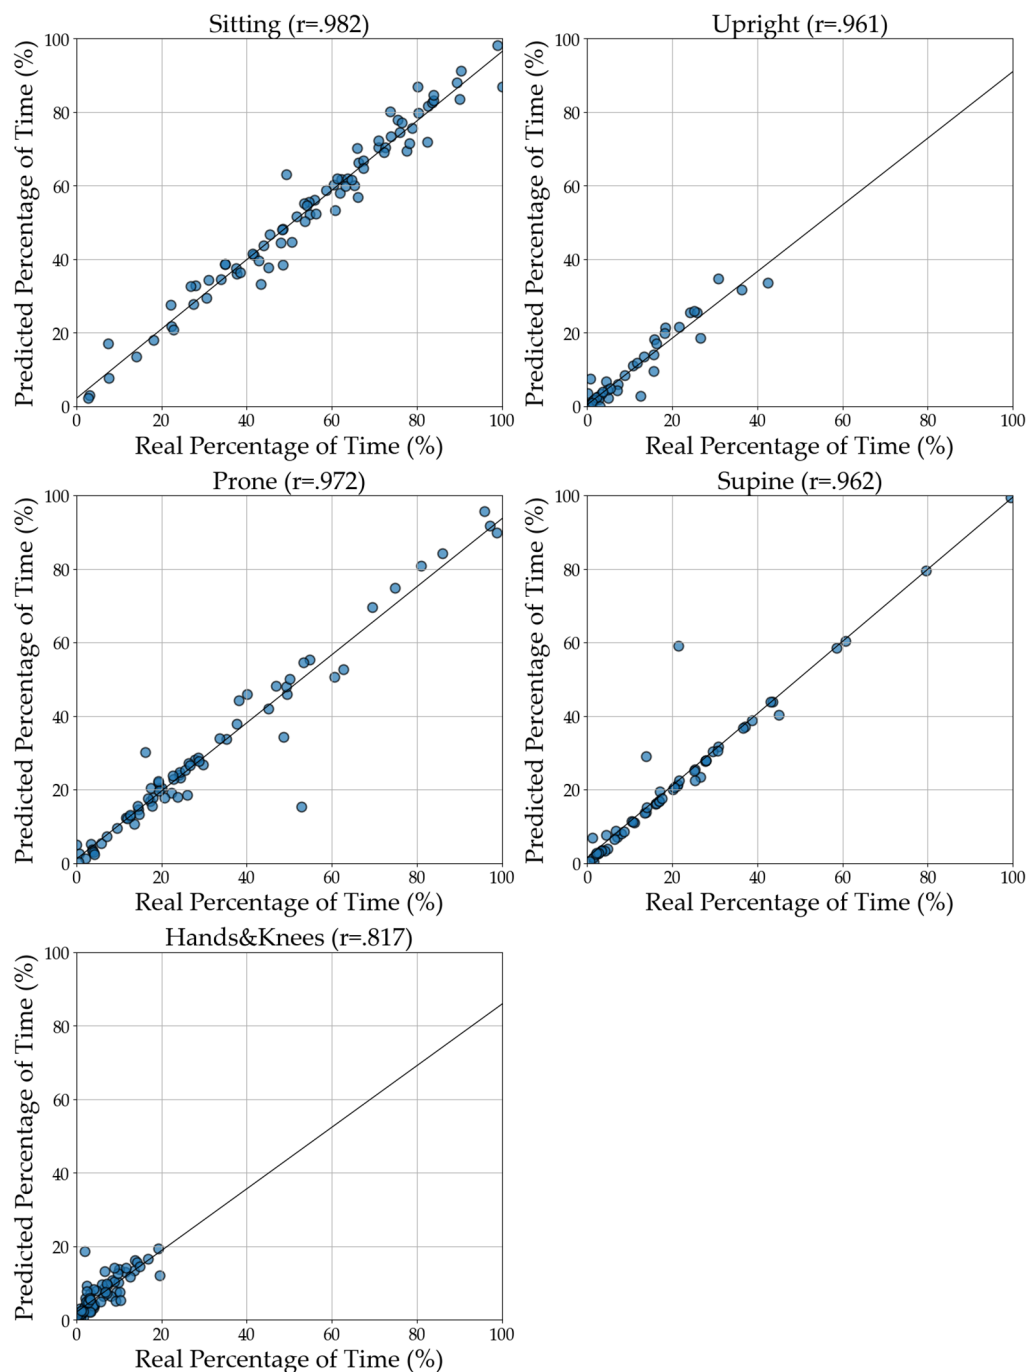 Sitting (r=.982)
Predicted Percentage of Time (%)
100
80
60
40
20
0
0 20 40 60 80 100
Real Percentage of Time (%)
Upright (r=.961)
Predicted Percentage of Time (%)
100
80
60
40
20
0
0 20 40 60 80 100
Real Percentage of Time (%)
Prone (r=.972)
Predicted Percentage of Time (%)
100
80
60
40
20
0
0 20 40 60 80 100
Real Percentage of Time (%)
Supine (r=.962)
Predicted Percentage of Time (%)
100
80
60
40
20
0
0 20 40 60 80 100
Real Percentage of Time (%)
Hands&Knees (r=.817)
Predicted Percentage of Time (%)
100
80
60
40
20
0
0 20 40 60 80 100
Real Percentage of Time (%)